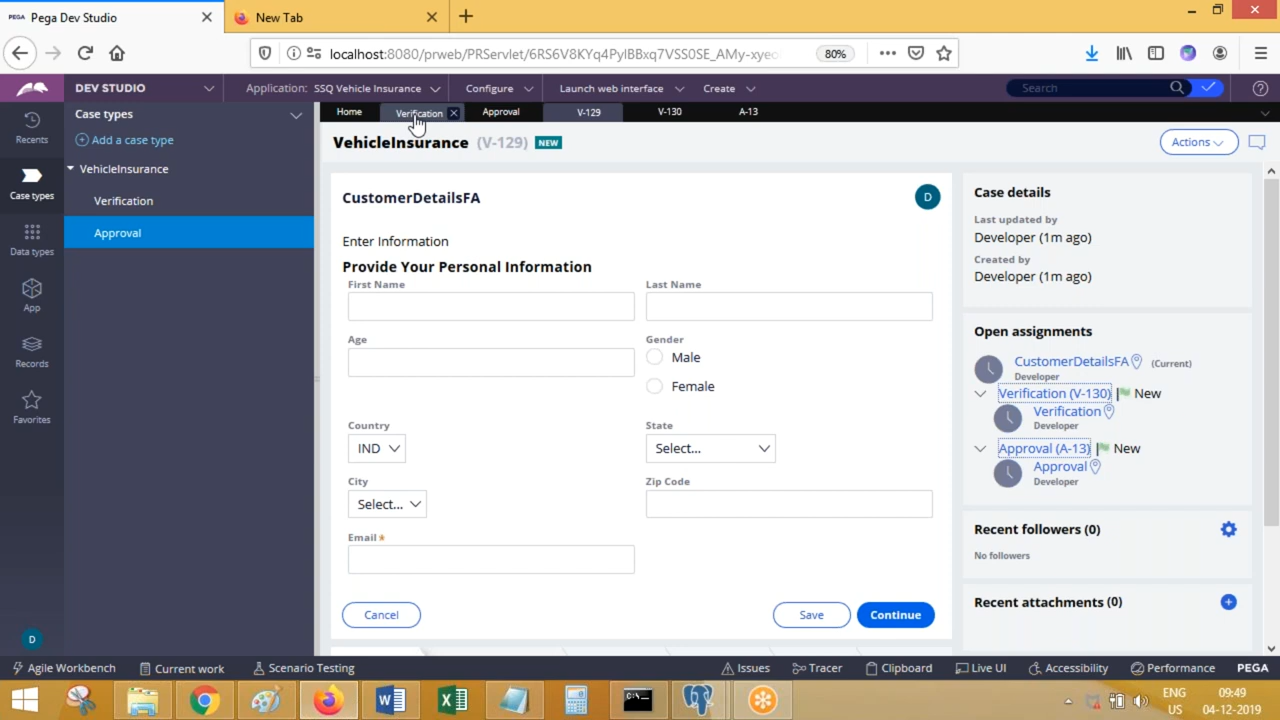 PEGA Pega Dev Studio
New Tab
localhost:8080/prweb/PRServlet/
80%
DEV STUDIO
Application: SSQ Vehicle Insurance
Configure
Launch web interface
Create
Search
Recents
Case types
Data types
App
Records
Favorites
D
Case types
Add a case type
VehicleInsurance
Verification
Approval
Home
Verification
Approval
V-129
V-130
A-13
VehicleInsurance (V-129) NEW
Actions
CustomerDetailsFA
D
Enter Information
Provide Your Personal Information
First Name
Last Name
Age
Gender
Male
Female
Country
State
IND
Select...
City
Zip Code
Select...
Email *
Cancel
Save
Continue
Case details
Last updated by
Developer (1m ago)
Created by
Developer (1m ago)
Open assignments
CustomerDetailsFA (Current)
Developer
Verification (V-130) New
Verification
Developer
Approval (A-13) New
Approval
Developer
Recent followers (0)
No followers
Recent attachments (0)
Agile Workbench
Current work
Scenario Testing
Issues
Tracer
Clipboard
Live UI
Accessibility
Performance
PEGA
ENG
US
09:49
04-12-2019